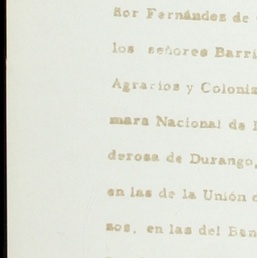 ñor Fernández de
los señores Barri
Agrarios y Coloniz
mara Nacional de
derosa de Durango,
en las de la Unión
sos, en las del Ban